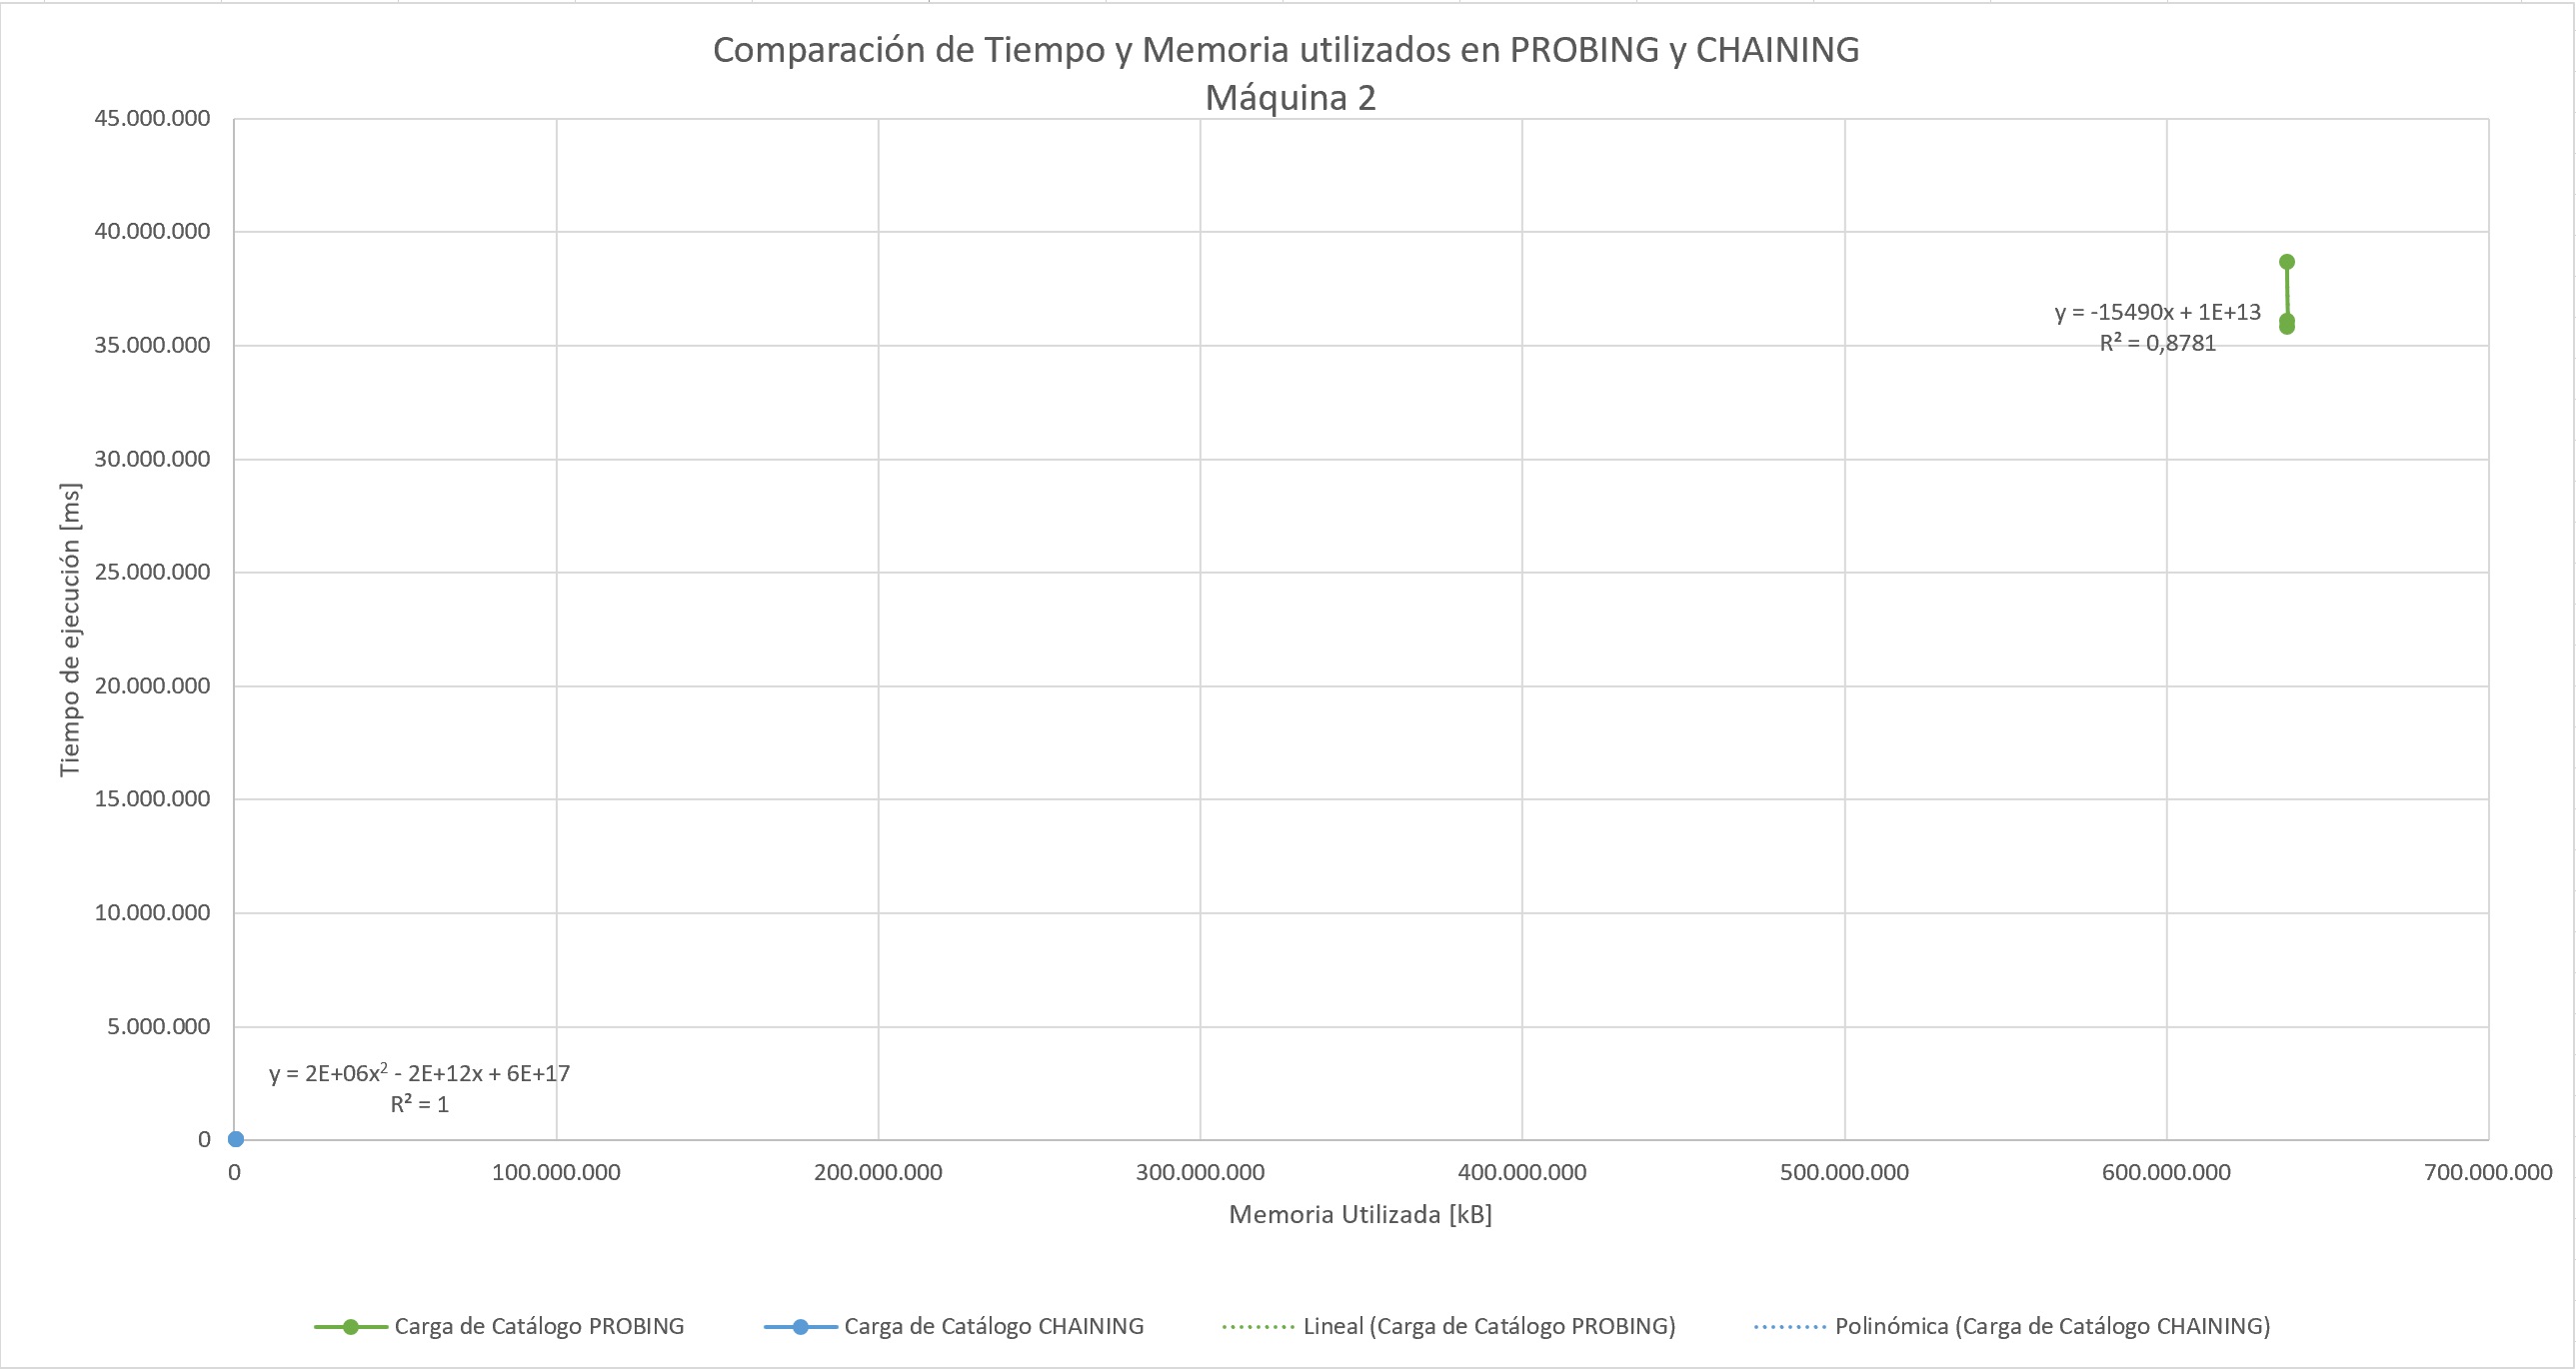 Comparación de Tiempo y Memoria utilizados en PROBING y CHAINING
Máquina 2
45.000.000
40.000.000
35.000.000
30.000.000
25.000.000
20.000.000
15.000.000
10.000.000
5.000.000
0
Tiempo de ejecución [ms]
y = -15490x + 1E+13
R² = 0,8781
y = 2E+06x² - 2E+12x + 6E+17
R² = 1
0 100.000.000 200.000.000 300.000.000 400.000.000 500.000.000 600.000.000 700.000.000
Memoria Utilizada [kB]
Carga de Catálogo PROBING Carga de Catálogo CHAINING Lineal (Carga de Catálogo PROBING) Polinómica (Carga de Catálogo CHAINING)